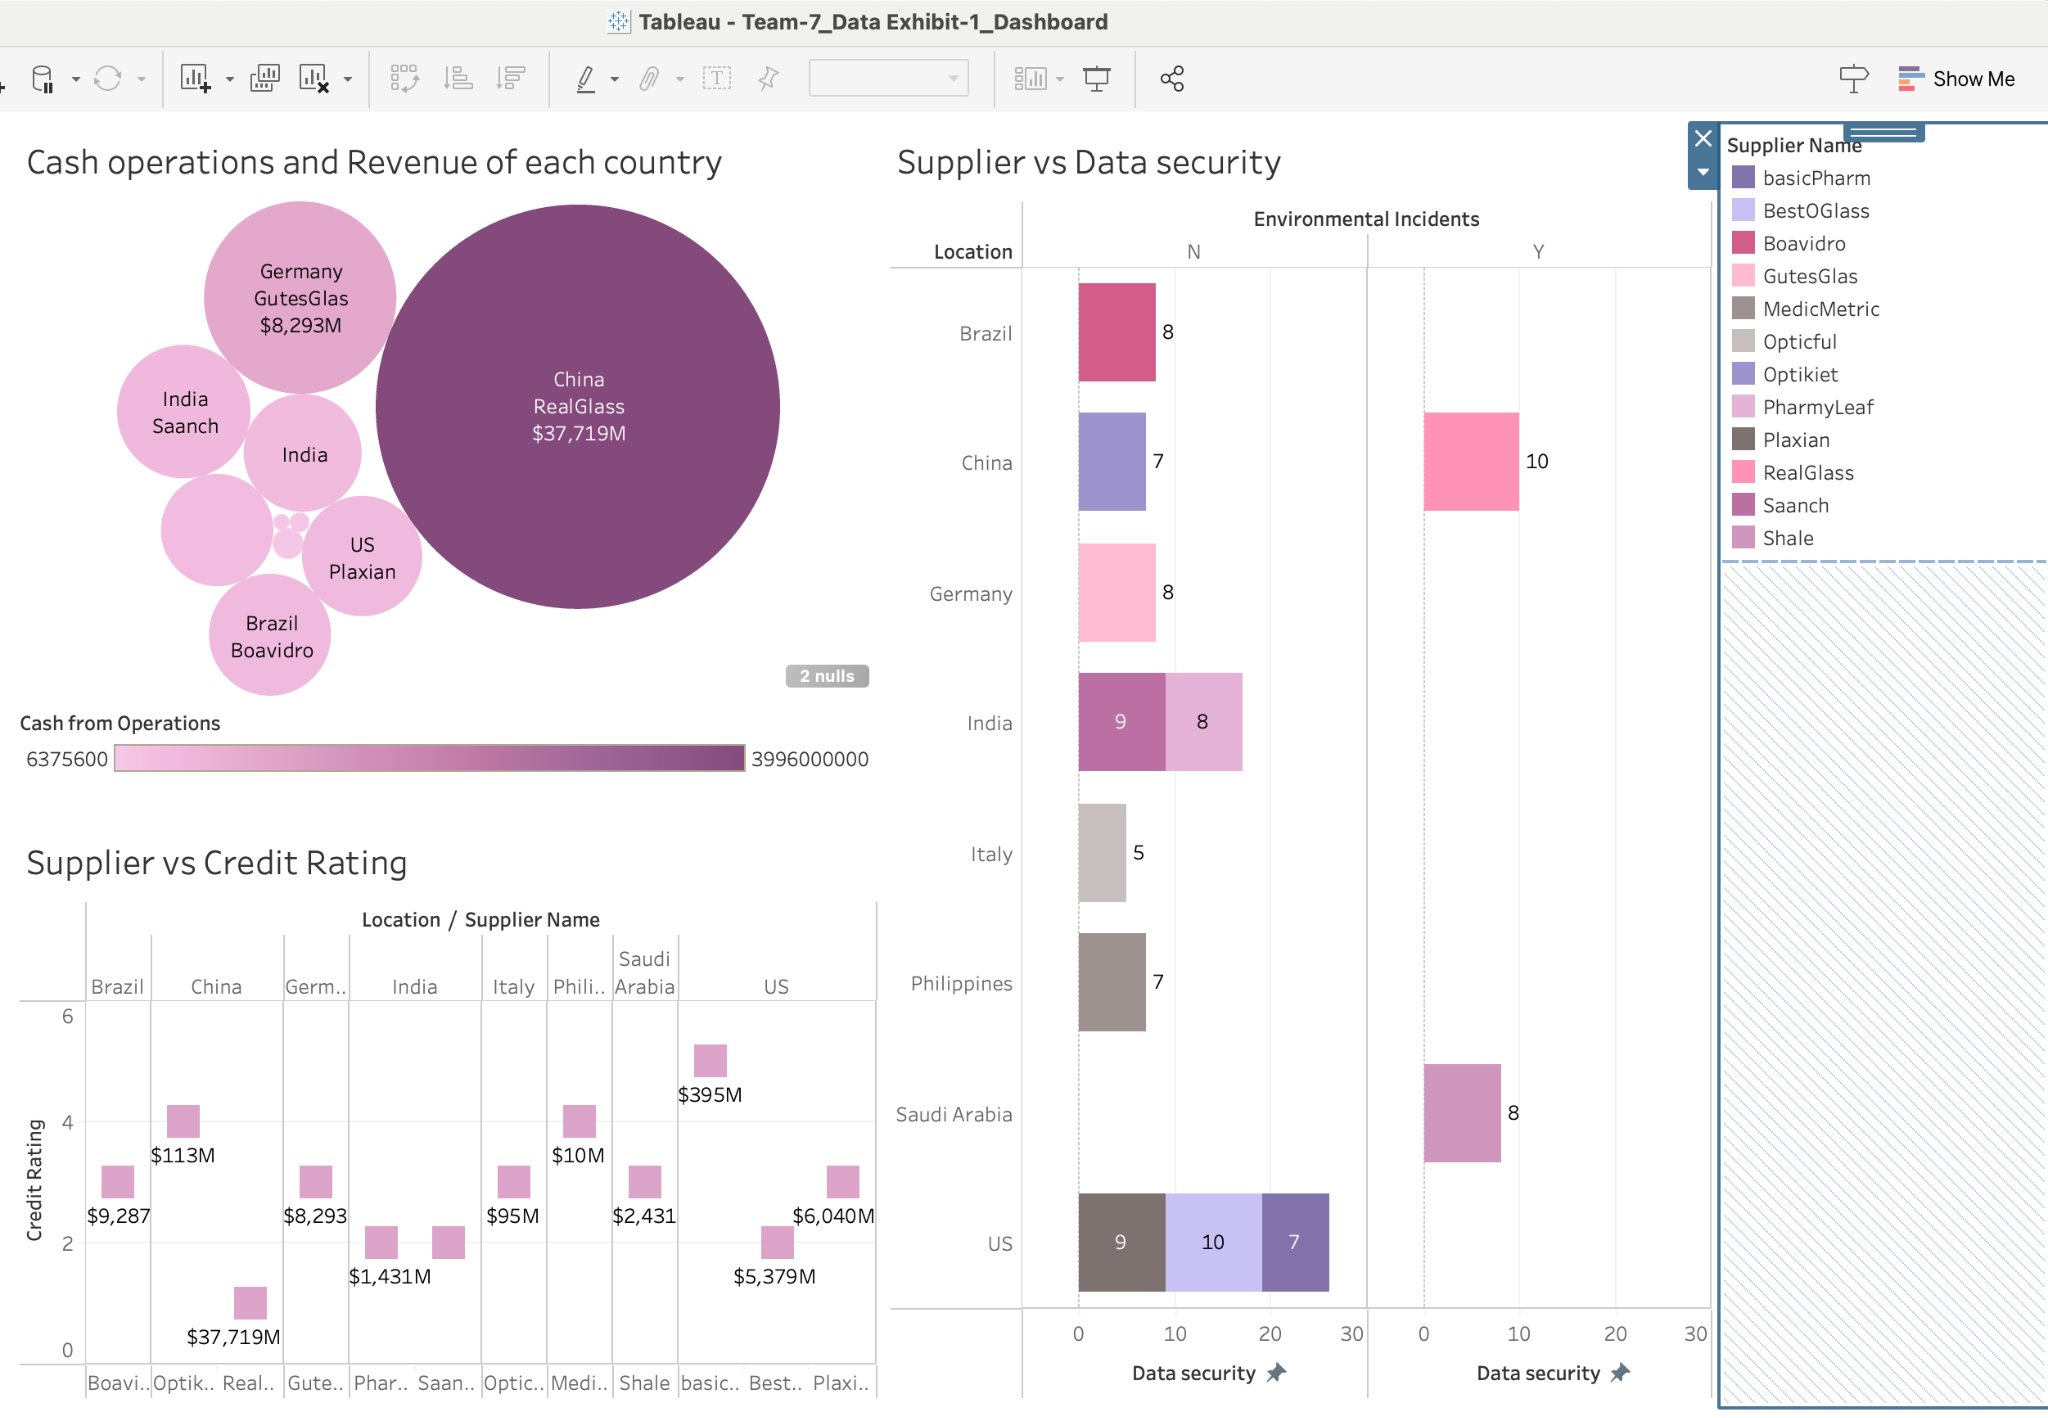 Tableau - Team-7_Data Exhibit-1_Dashboard
Show Me
Cash operations and Revenue of each country
Germany
GutesGlas
$8,293M
China
RealGlass
$37,719M
India
Saanch
India
US
Plaxian
Brazil
Boavidro
2 nulls
Cash from Operations
6375600
3996000000
Supplier vs Credit Rating
Location / Supplier Name
Brazil China Germ.. India Italy Phili.. Saudi Arabia US
Credit Rating
6
4
2
0
$395M
$113M
$10M
$9,287
$8,293
$95M
$2,431
$6,040M
$1,431M
$5,379M
$37,719M
Boavi.. Optik.. Real.. Gute.. Phar.. Saan.. Optic.. Medi.. Shale basic.. Best.. Plaxi..
Supplier vs Data security
Environmental Incidents
Location N Y
Brazil 8
China 7 10
Germany 8
India 9 8
Italy 5
Philippines 7
Saudi Arabia 8
US 9 10 7
0 10 20 30 0 10 20 30
Data security Data security
Supplier Name
basicPharm
BestOGlass
Boavidro
GutesGlas
MedicMetric
Opticful
Optikiet
PharmyLeaf
Plaxian
RealGlass
Saanch
Shale